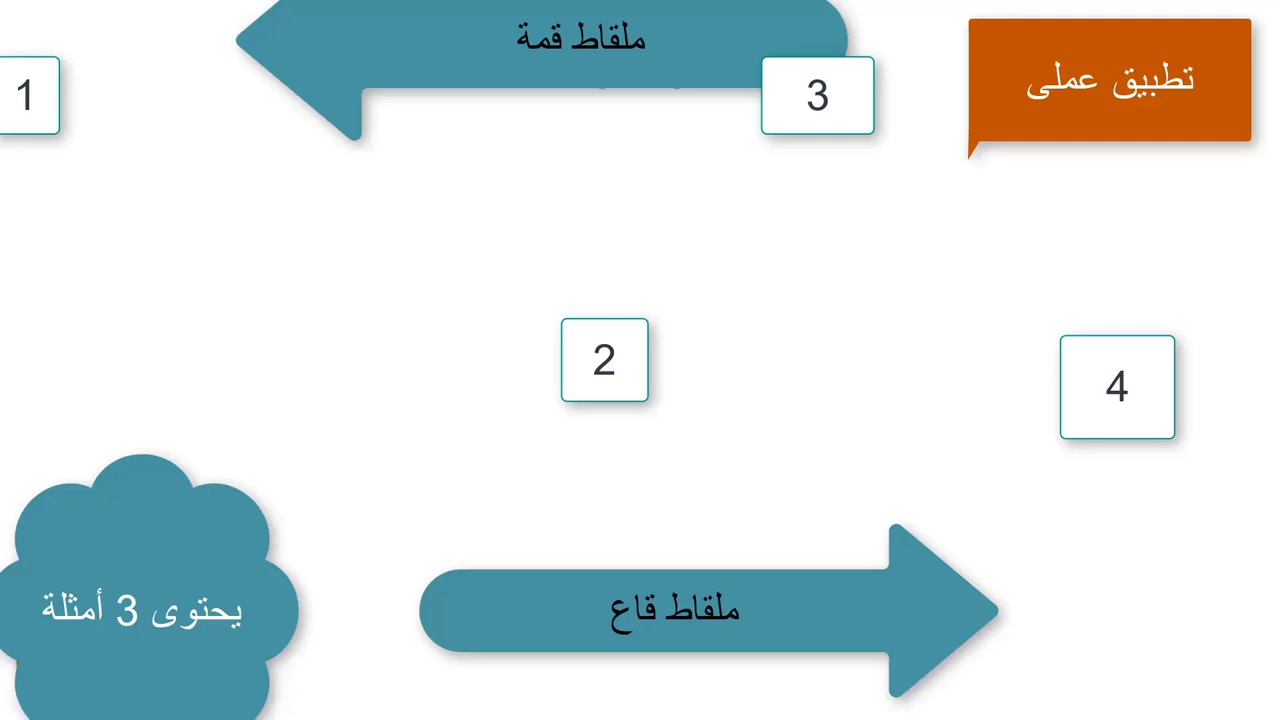 ملقاط قمة
تطبيق عملى
1
3
2
4
يحتوى 3 أمثلة
ملقاط قاع